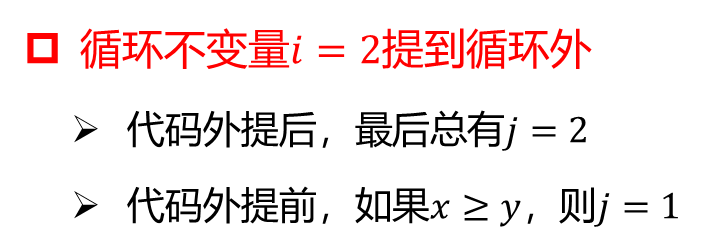 循环不变量i = 2提到循环外
代码外提后，最后总有j = 2
代码外提前，如果x ≥ y，则j = 1